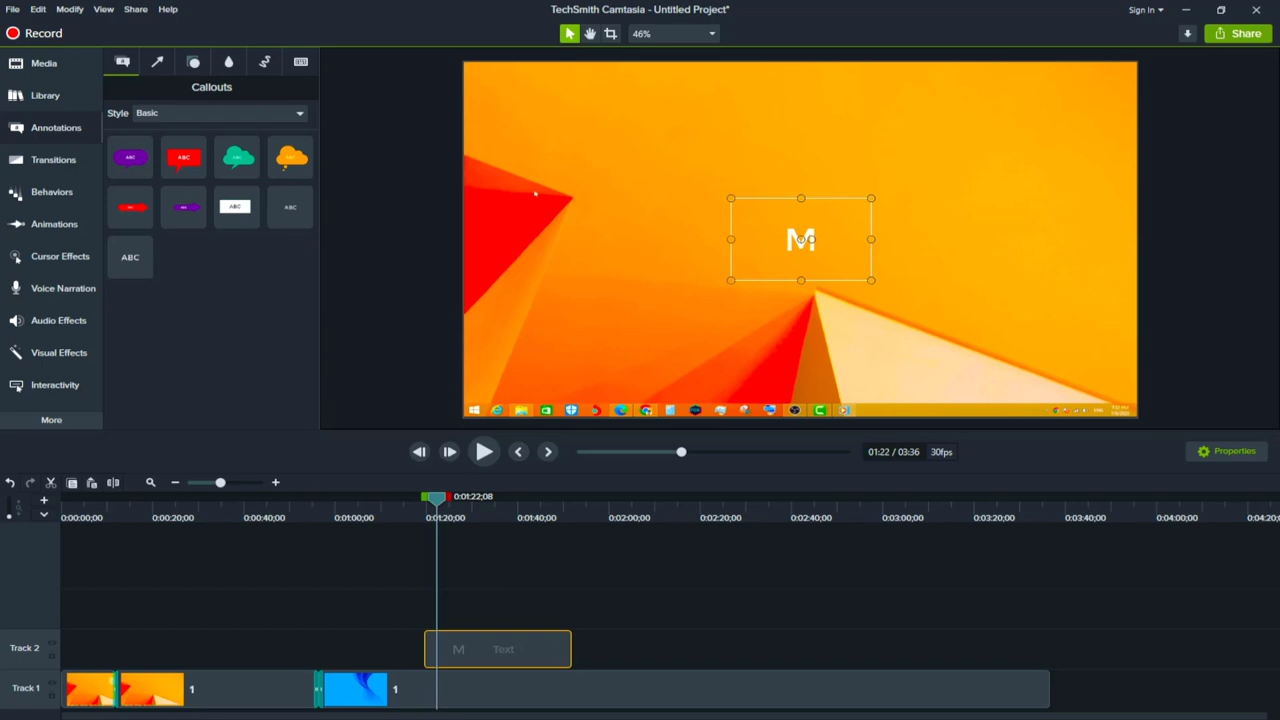 File Edit Modify View Share Help
TechSmith Camtasia - Untitled Project*
Sign In
Record
46%
Share
Media
Library
Annotations
Transitions
Behaviors
Animations
Cursor Effects
Voice Narration
Audio Effects
Visual Effects
Interactivity
More
Callouts
Style Basic
ABC ABC ABC
ABC ABC
ABC
M
01:22 / 03:36 30fps
Properties
0:01:22;08
0:00:00;00 0:00:20;00 0:00:40;00 0:01:00;00 0:01:20;00 0:01:40;00 0:02:00;00 0:02:20;00 0:02:40;00 0:03:00;00 0:03:20;00 0:03:40;00 0:04:00;00
Track 2
M Text
Track 1
1 1